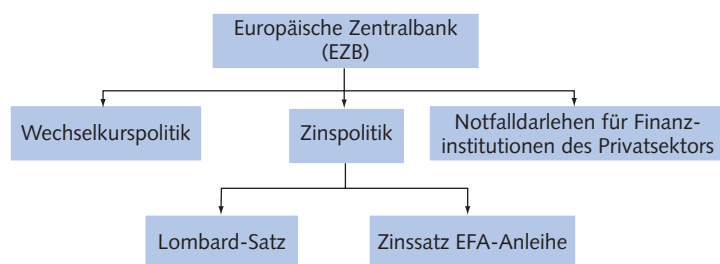 Europäische Zentralbank
(EZB)
Wechselkurspolitik
Zinspolitik
Notfalldarlehen für Finanz-
institutionen des Privatsektors
Lombard-Satz
Zinssatz EFA-Anleihe